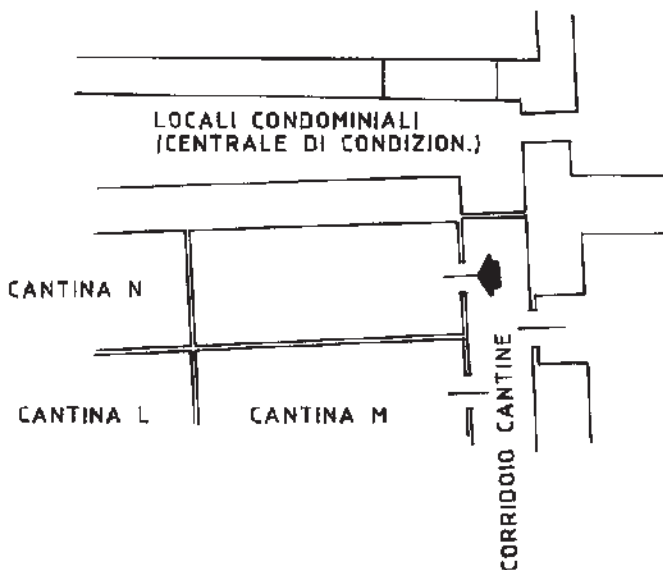 LOCALI CONDOMINIALI
(CENTRALE DI CONDIZION.)
CANTINA N
CANTINA L
CANTINA M
CORRIDOIO CANTINE